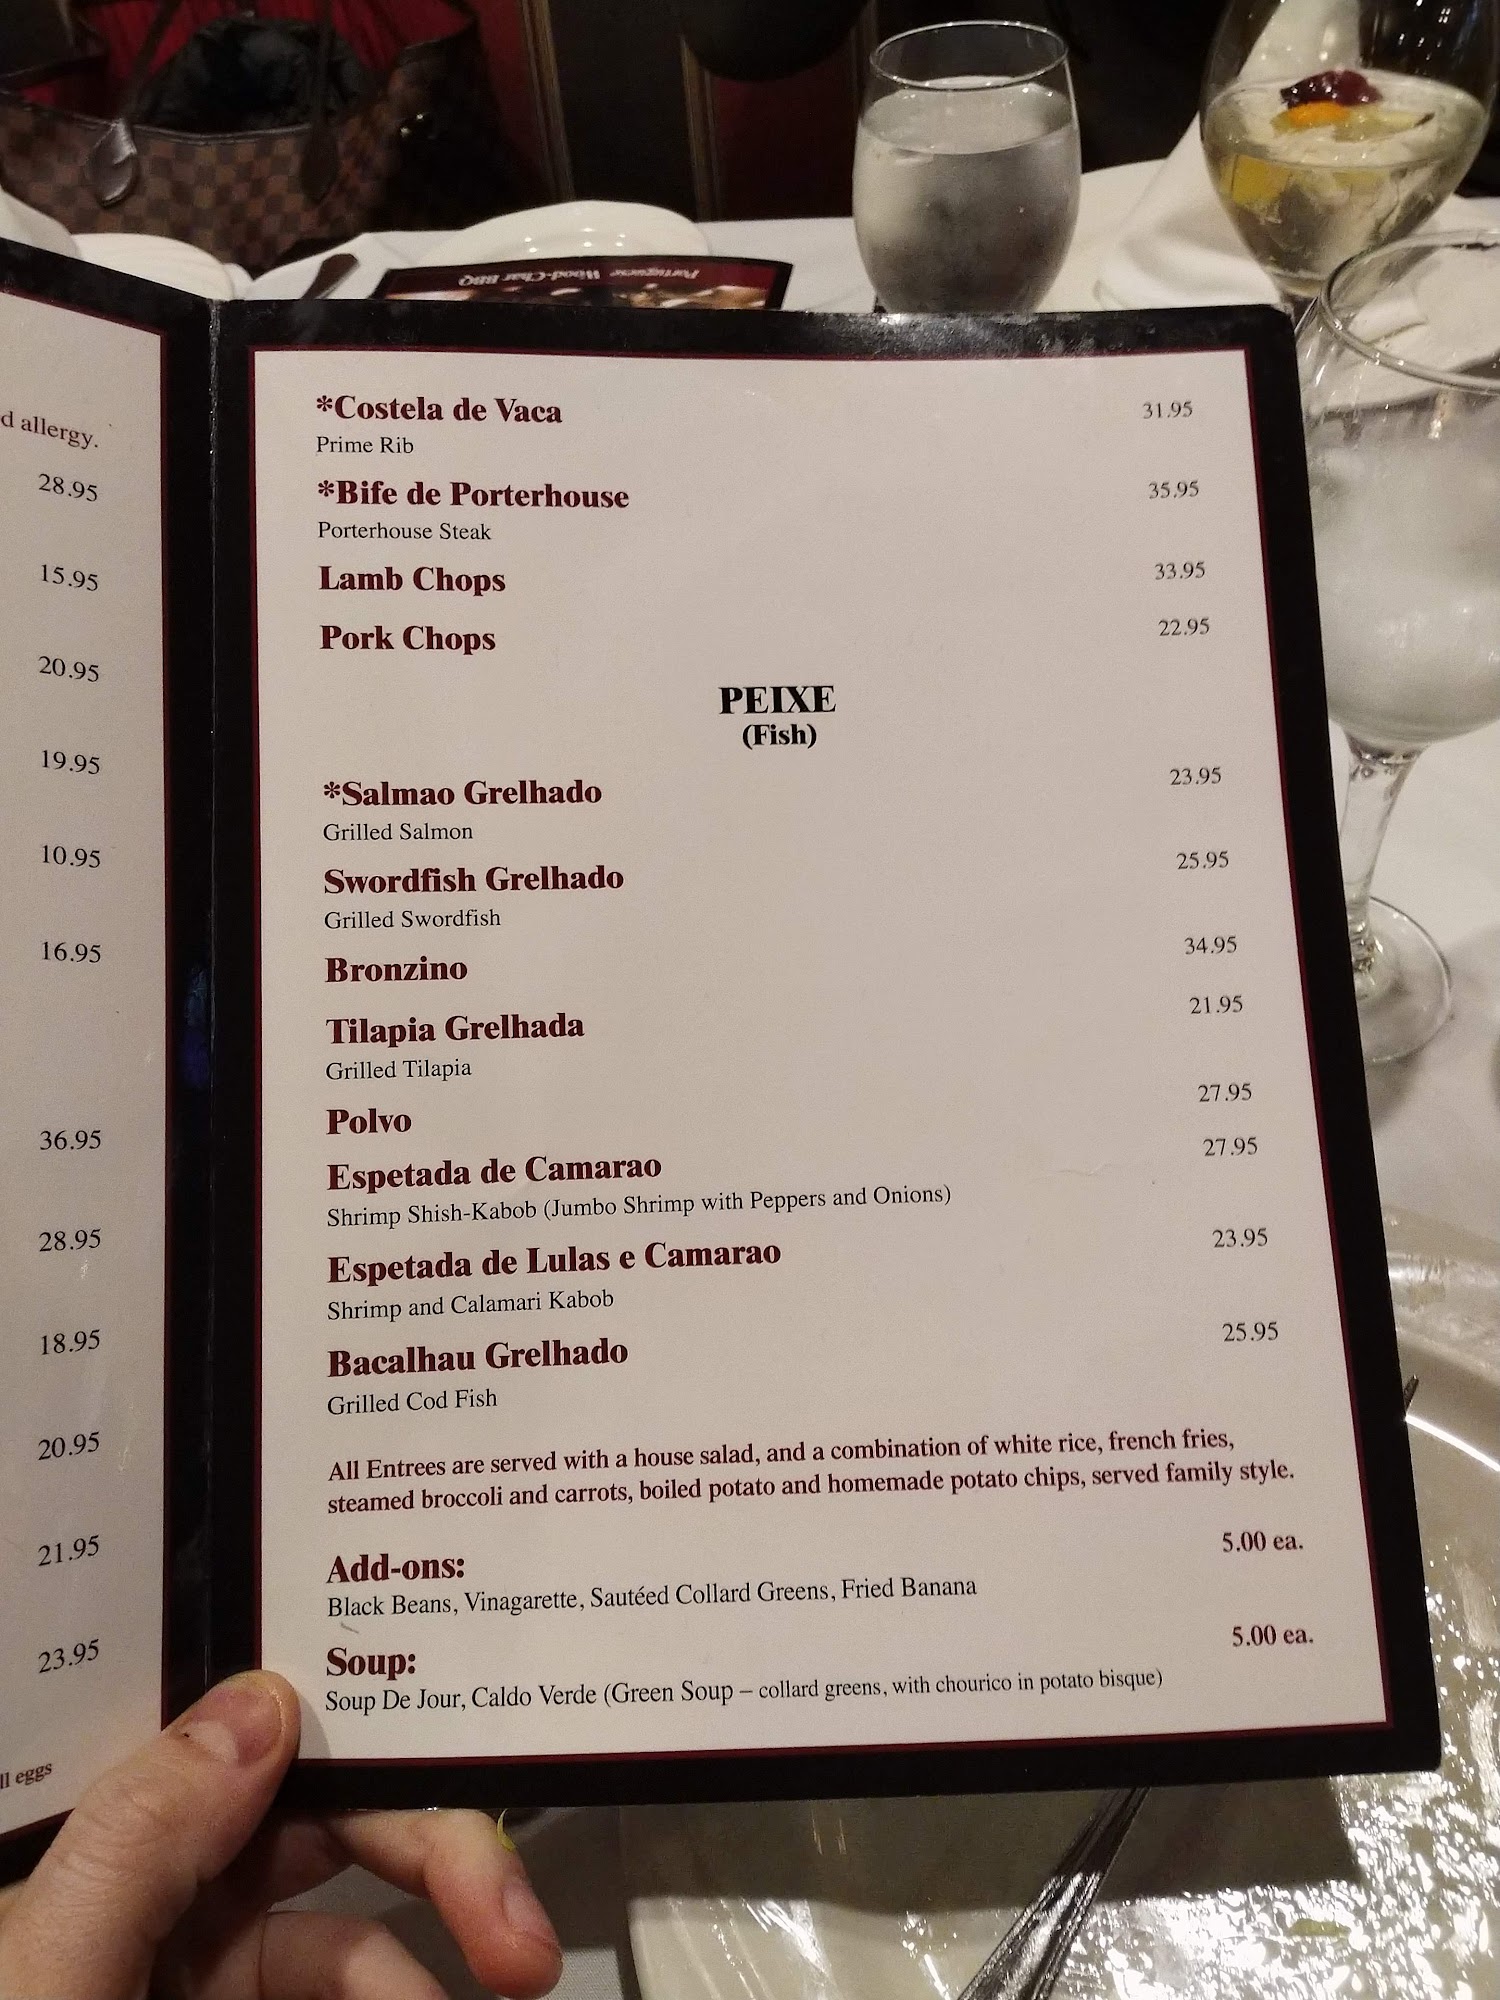 Portuguese Wood-Char BBQ
d allergy.
28.95
15.95
20.95
19.95
10.95
16.95
36.95
28.95
18.95
20.95
21.95
23.95
ll eggs
*Costela de Vaca 31.95
Prime Rib
*Bife de Porterhouse 35.95
Porterhouse Steak
Lamb Chops 33.95
Pork Chops 22.95
PEIXE
(Fish)
*Salmao Grelhado 23.95
Grilled Salmon
Swordfish Grelhado 25.95
Grilled Swordfish
Bronzino 34.95
Tilapia Grelhada 21.95
Grilled Tilapia
Polvo 27.95
Espetada de Camarao 27.95
Shrimp Shish-Kabob (Jumbo Shrimp with Peppers and Onions)
Espetada de Lulas e Camarao 23.95
Shrimp and Calamari Kabob
Bacalhau Grelhado 25.95
Grilled Cod Fish
All Entrees are served with a house salad, and a combination of white rice, french fries,
steamed broccoli and carrots, boiled potato and homemade potato chips, served family style.
Add-ons: 5.00 ea.
Black Beans, Vinagarette, Sautéed Collard Greens, Fried Banana
Soup: 5.00 ea.
Soup De Jour, Caldo Verde (Green Soup – collard greens, with chourico in potato bisque)